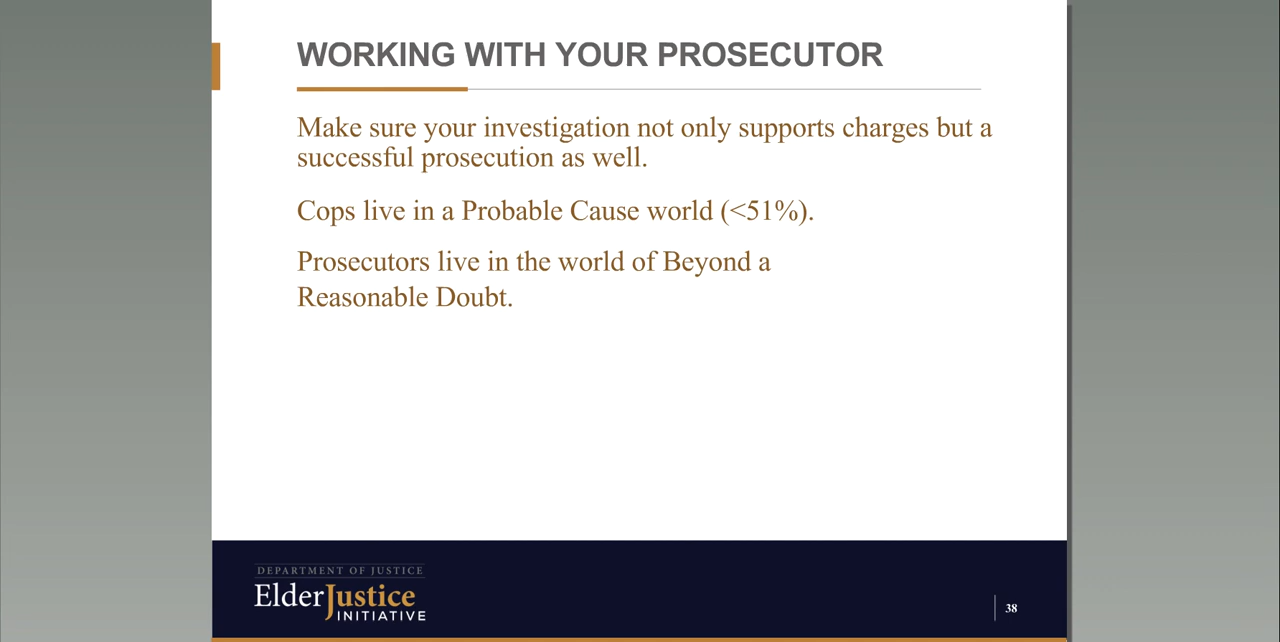 WORKING WITH YOUR PROSECUTOR
Make sure your investigation not only supports charges but a
successful prosecution as well.
Cops live in a Probable Cause world (<51%).
Prosecutors live in the world of Beyond a
Reasonable Doubt.
DEPARTMENT OF JUSTICE
ElderJustice
INITIATIVE
38